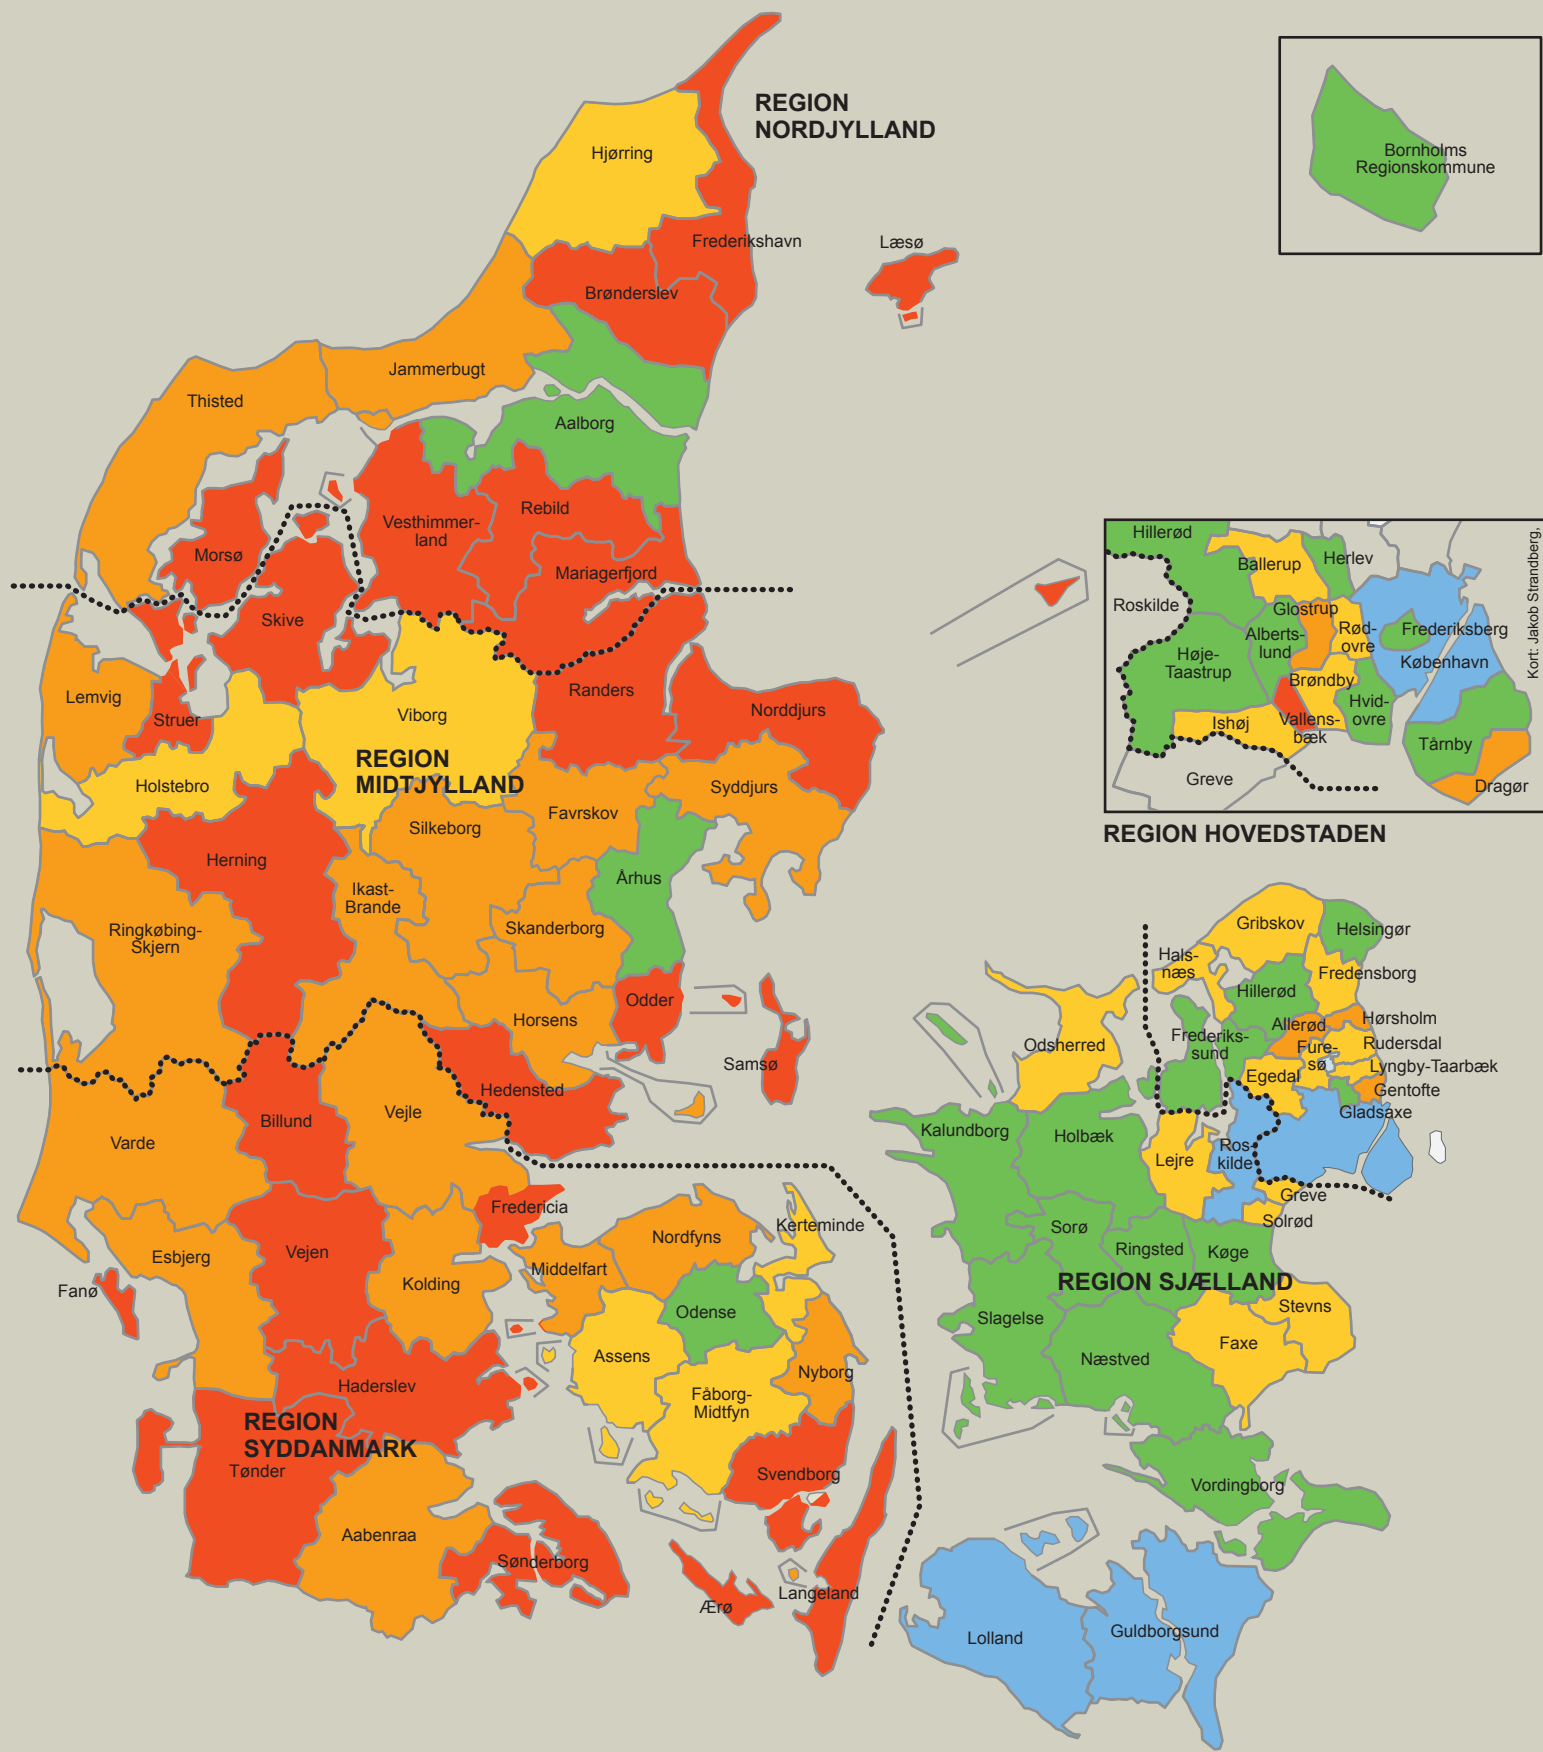 REGION
NORDJYLLAND
Hjørring
Frederikshavn
Læsø
Brønderslev
Jammerbugt
Thisted
Aalborg
Vesthimmer-
land
Rebild
Morsø
Mariagerfjord
Skive
Lemvig
Struer
Viborg
Randers
Norddjurs
REGION
MIDTJYLLAND
Holstebro
Syddjurs
Favrskov
Silkeborg
Herning
Århus
Ikast-
Brande
Skanderborg
Ringkøbing-
Skjern
Odder
Horsens
Samsø
Hedensted
Billund
Vejle
Varde
Fredericia
Esbjerg
Vejen
Kolding
Fanø
Middelfart
Nordfyns
Kerteminde
Odense
Assens
Nyborg
Fåborg-
Midtfyn
Haderslev
REGION
SYDDANMARK
Tønder
Svendborg
Aabenraa
Sønderborg
Ærø
Langeland
Bornholms
Regionskommune
Hillerød
Ballerup
Herlev
Roskilde
Glostrup
Alberts-
lund
Rød-
ovre
Frederiksberg
København
Høje-
Taastrup
Brøndby
Hvid-
ovre
Ishøj
Vallens-
bæk
Tårnby
Greve
Dragør
Kort: Jakob Strandberg,
REGION HOVEDSTADEN
Gribskov
Helsingør
Hals-
næs
Fredensborg
Hillerød
Hørsholm
Allerød
Frederiks-
sund
Rudersdal
Fure-
sø
Lyngby-Taarbæk
Egedal
Gentofte
Gladsaxe
Odsherred
Kalundborg
Holbæk
Lejre
Ros-
kilde
Greve
Solrød
Sorø
Ringsted
Køge
REGION SJÆLLAND
Stevns
Slagelse
Faxe
Næstved
Vordingborg
Lolland
Guldborgsund